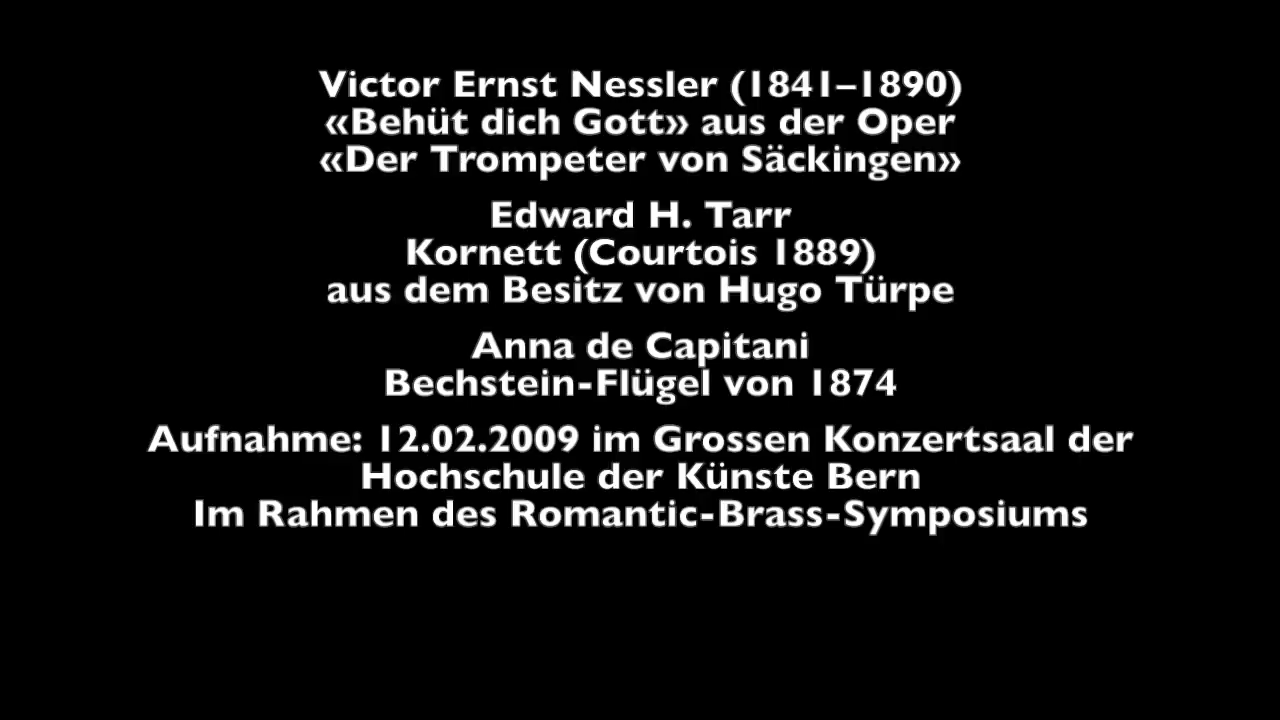 Victor Ernst Nessler (1841–1890)
«Behüt dich Gott» aus der Oper
«Der Trompeter von Säckingen»
Edward H. Tarr
Kornett (Courtois 1889)
aus dem Besitz von Hugo Türpe
Anna de Capitani
Bechstein-Flügel von 1874
Aufnahme: 12.02.2009 im Grossen Konzertsaal der
Hochschule der Künste Bern
Im Rahmen des Romantic-Brass-Symposiums